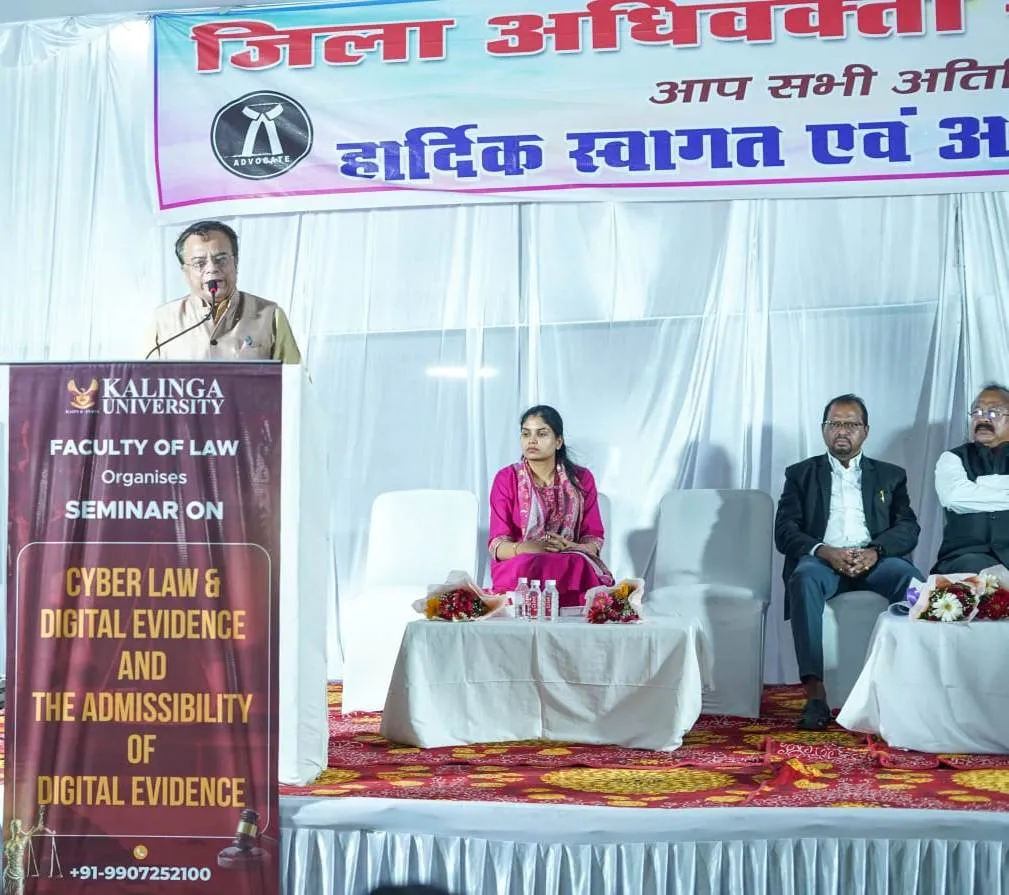 जिला अधिवक्ता
आप सभी
हार्दिक स्वागत एवं
ADVOCATE
KALINGA
UNIVERSITY
FACULTY OF LAW
Organises
SEMINAR ON
CYBER LAW &
DIGITAL EVIDENCE
AND
THE ADMISSIBILITY
OF
DIGITAL EVIDENCE
+91-9907252100